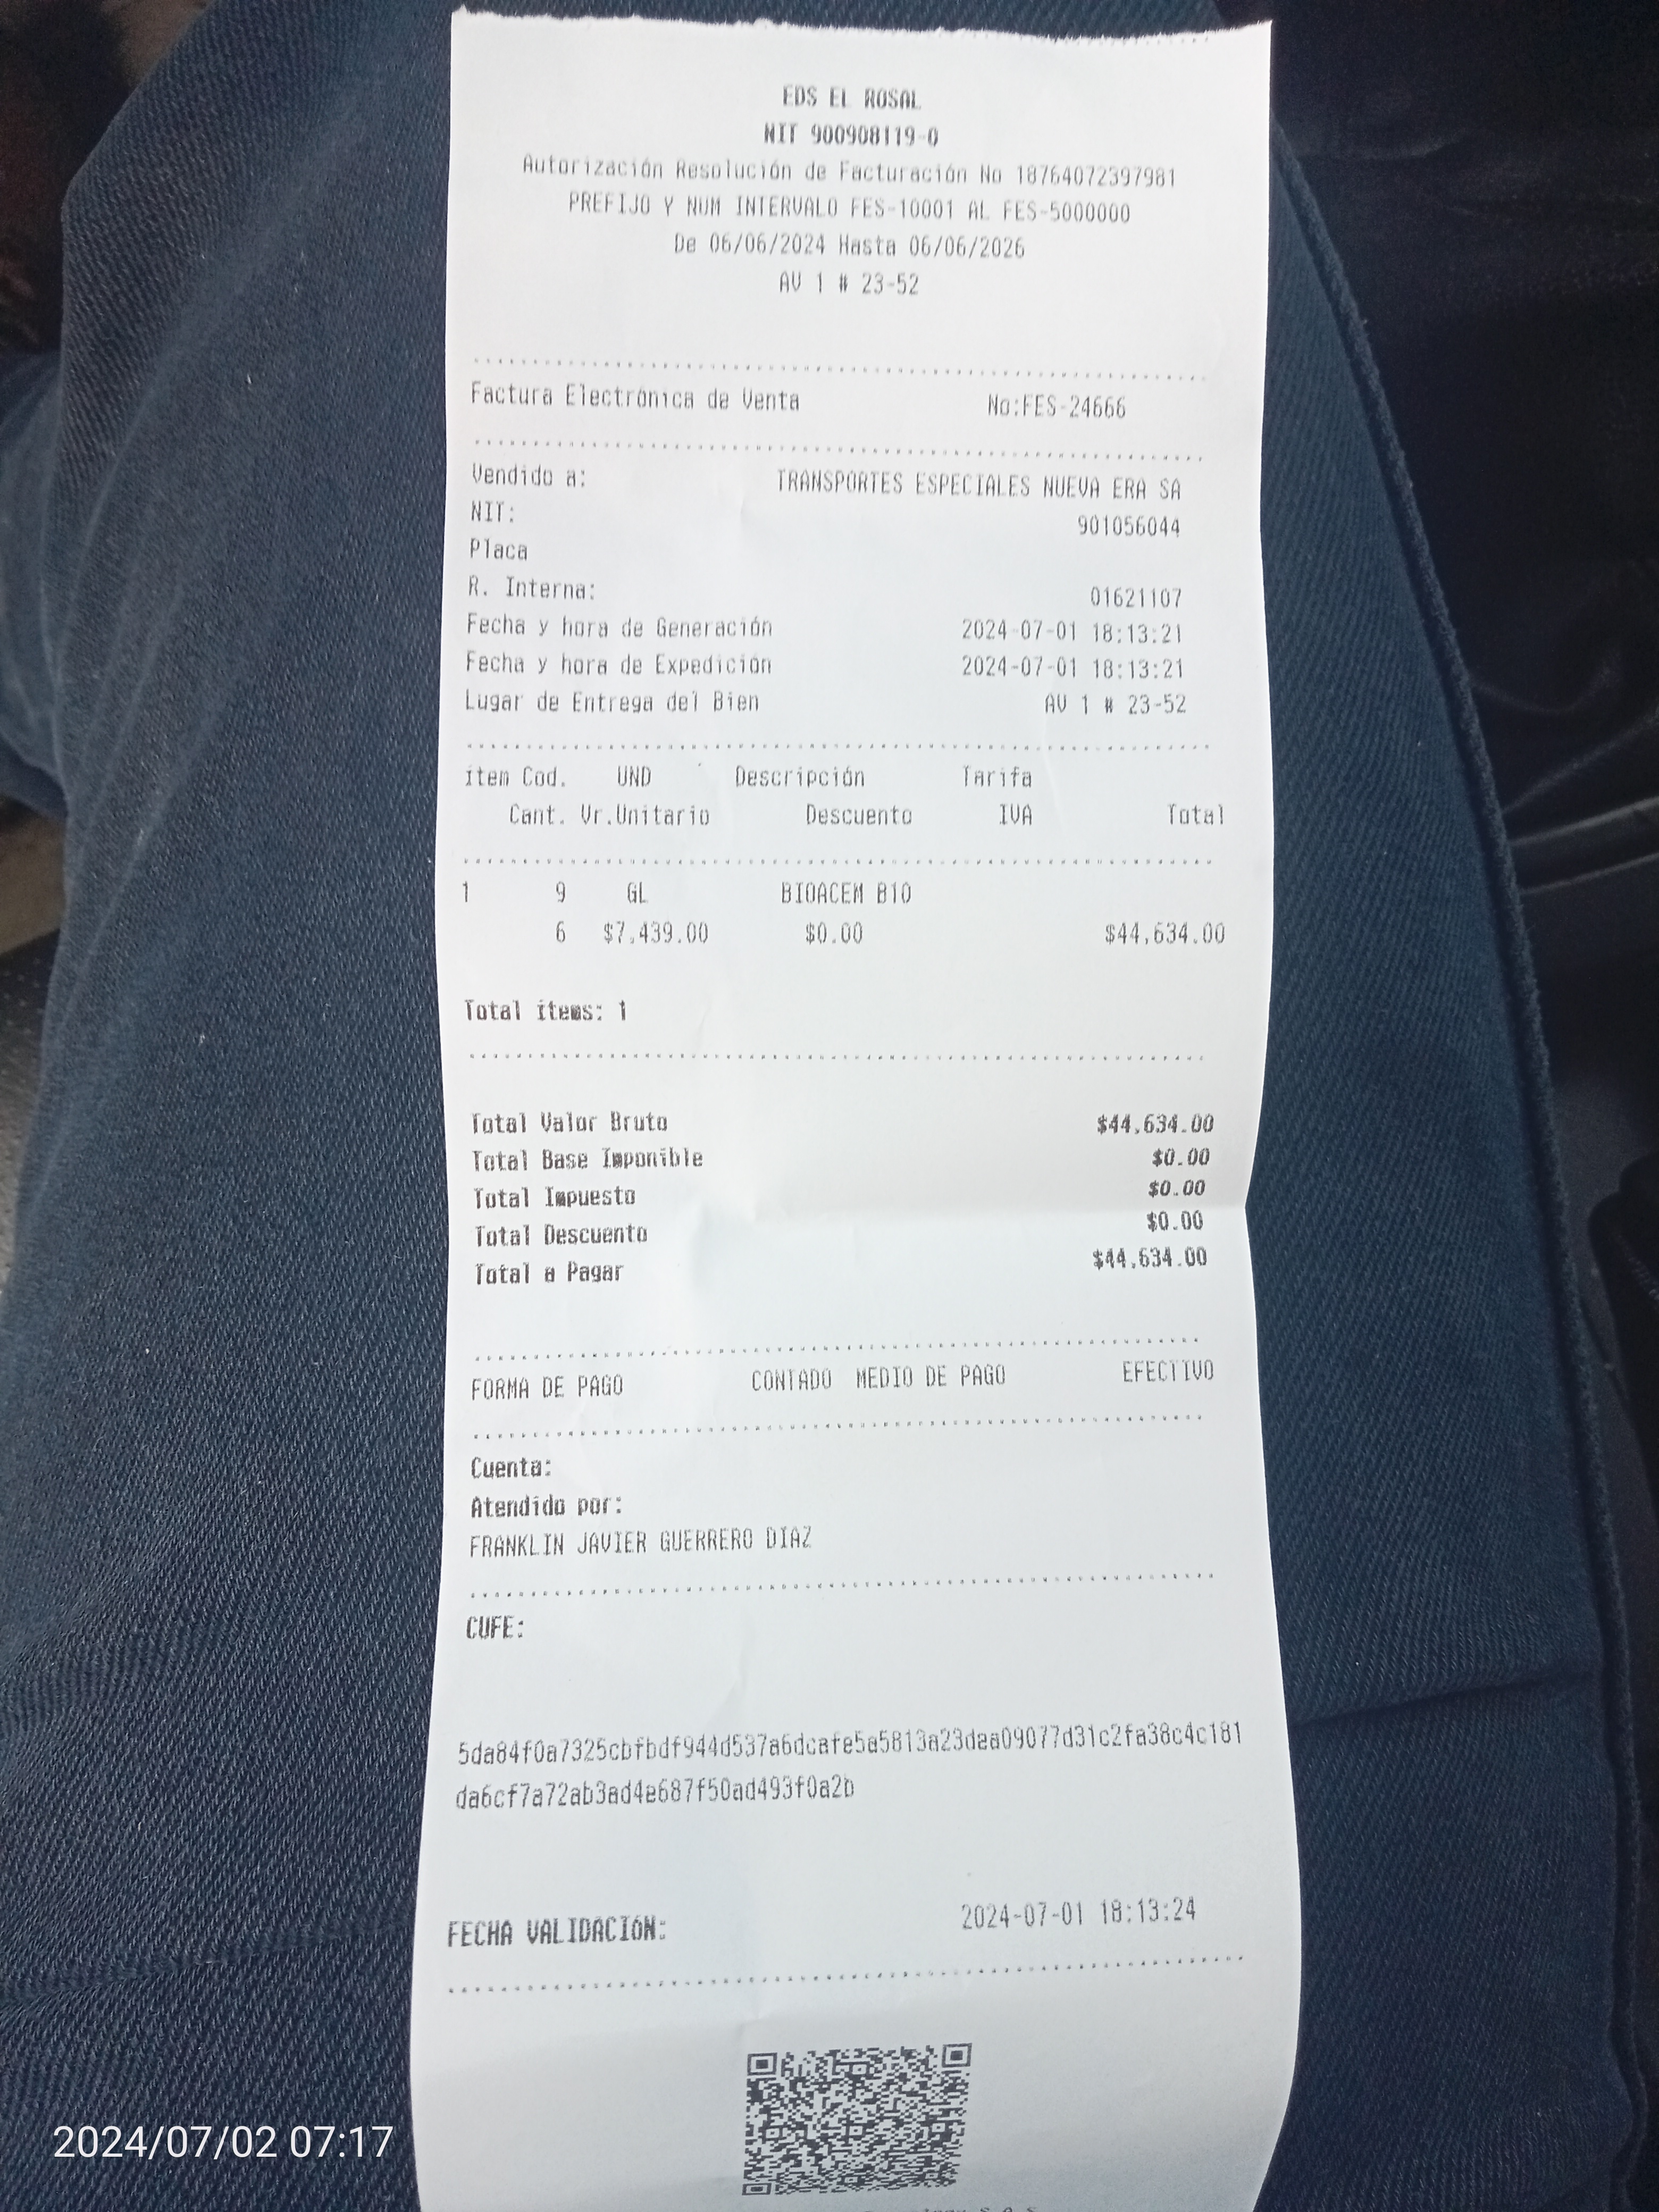 EDS EL ROSAL
NIT 900908119-0
Autorización Resolución de Facturación No 18764072397981
PREFIJO Y NUM INTERVALO FES-10001 AL FES-5000000
De 06/06/2024 Hasta 06/06/2026
AV 1 # 23-52
Factura Electrónica de Venta No:FES-24666
Vendido a: TRANSPORTES ESPECIALES NUEVA ERA SA
NIT: 901056044
Placa
R. Interna: 01621107
Fecha y hora de Generación 2024-07-01 18:13:21
Fecha y hora de Expedición 2024-07-01 18:13:21
Lugar de Entrega del Bien AV 1 # 23-52
ítem Cod. UND Descripción Tarifa
Cant. Vr.Unitario Descuento IVA Total
1 9 GL BIOACEM B10
6 $7,439.00 $0.00 $44,634.00
Total ítems: 1
Total Valor Bruto $44,634.00
Total Base Imponible $0.00
Total Impuesto $0.00
Total Descuento $0.00
Total a Pagar $44,634.00
FORMA DE PAGO CONTADO MEDIO DE PAGO EFECTIVO
Cuenta:
Atendido por:
FRANKLIN JAVIER GUERRERO DIAZ
CUFE:
5da84f0a7325cbfbdf944d537a6dcafe5a5813a23dea09077d31c2fa38c4c181
da6cf7a72ab3ad4e687f50ad493f0a2b
FECHA VALIDACIóN: 2024-07-01 18:13:24
2024/07/02 07:17